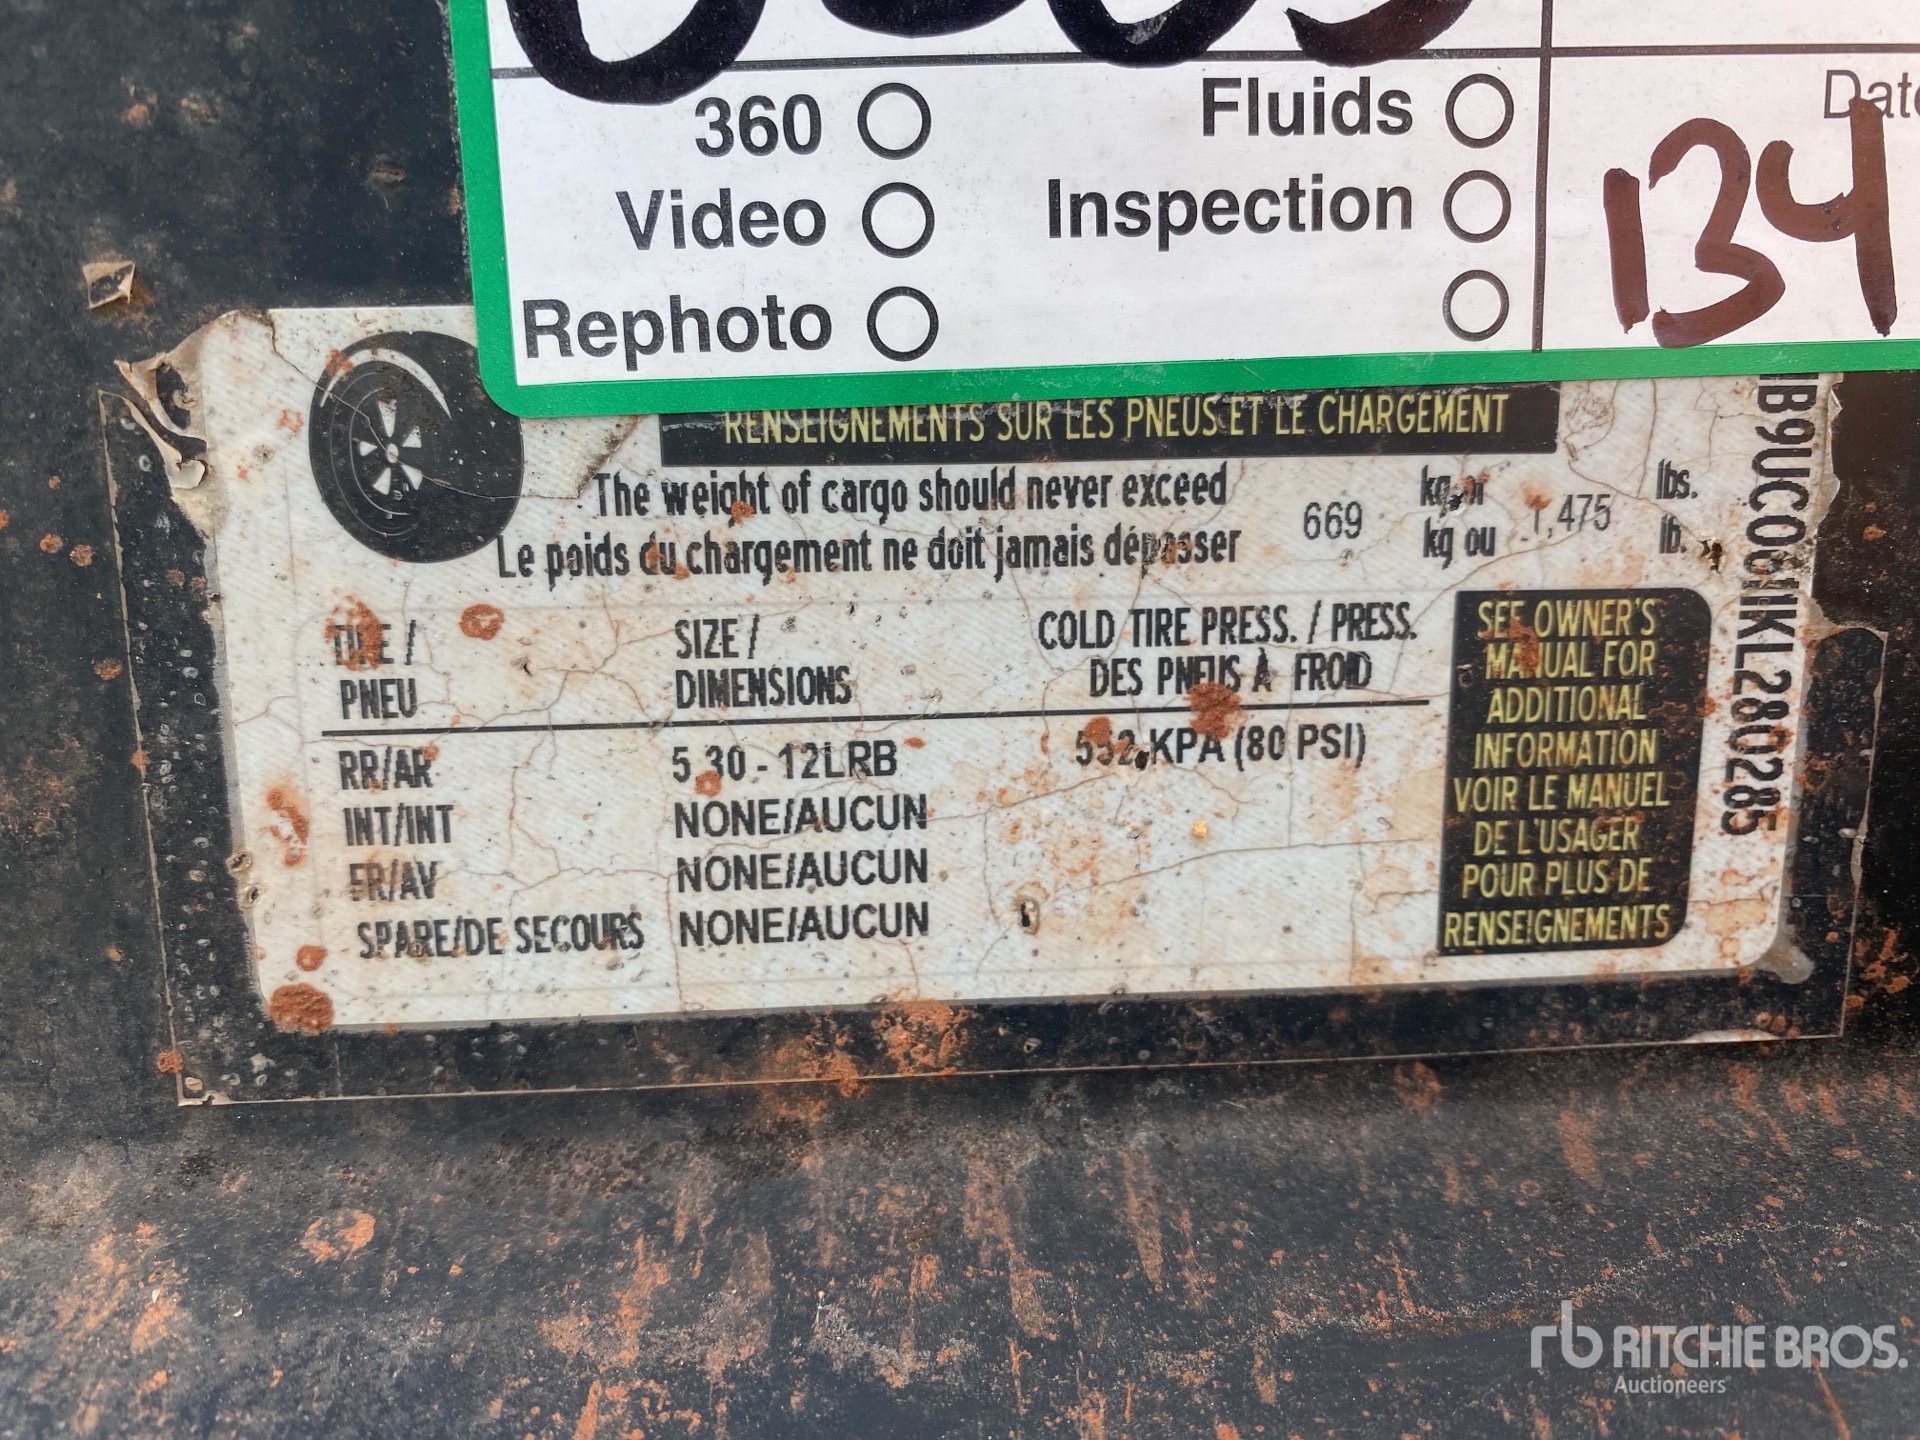 360
Fluids
Date
Video
Inspection
134
Rephoto
RENSEIGNEMENTS SUR LES PNEUS ET LE CHARGEMENT
The weight of cargo should never exceed 669 kg or 1,475 lbs.
Le poids du chargement ne doit jamais dépasser kg ou lb.
TIRE / SIZE / COLD TIRE PRESS. / PRESS.
PNEU DIMENSIONS DES PNEUS À FROID
RR/AR 5.30 - 12LRB 552 KPA (80 PSI)
INT/INT NONE/AUCUN
FR/AV NONE/AUCUN
SPARE/DE SECOURS NONE/AUCUN
SEE OWNER'S
MANUAL FOR
ADDITIONAL
INFORMATION
VOIR LE MANUEL
DE L'USAGER
POUR PLUS DE
RENSEIGNEMENTS
B9UC061IKL280285
rb RITCHIE BROS.
Auctioneers